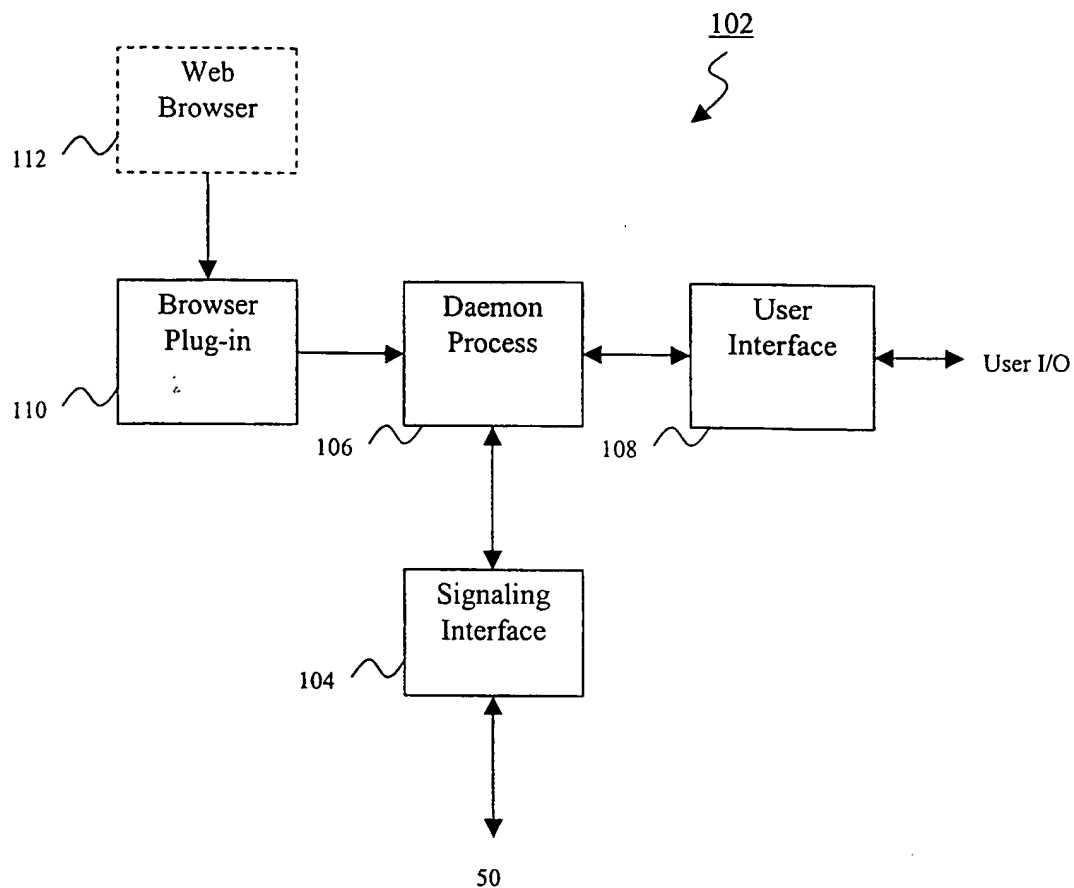 102
Web
Browser
112
Browser
Plug-in
110
Daemon
Process
106
User
Interface
108
User I/O
Signaling
Interface
104
50